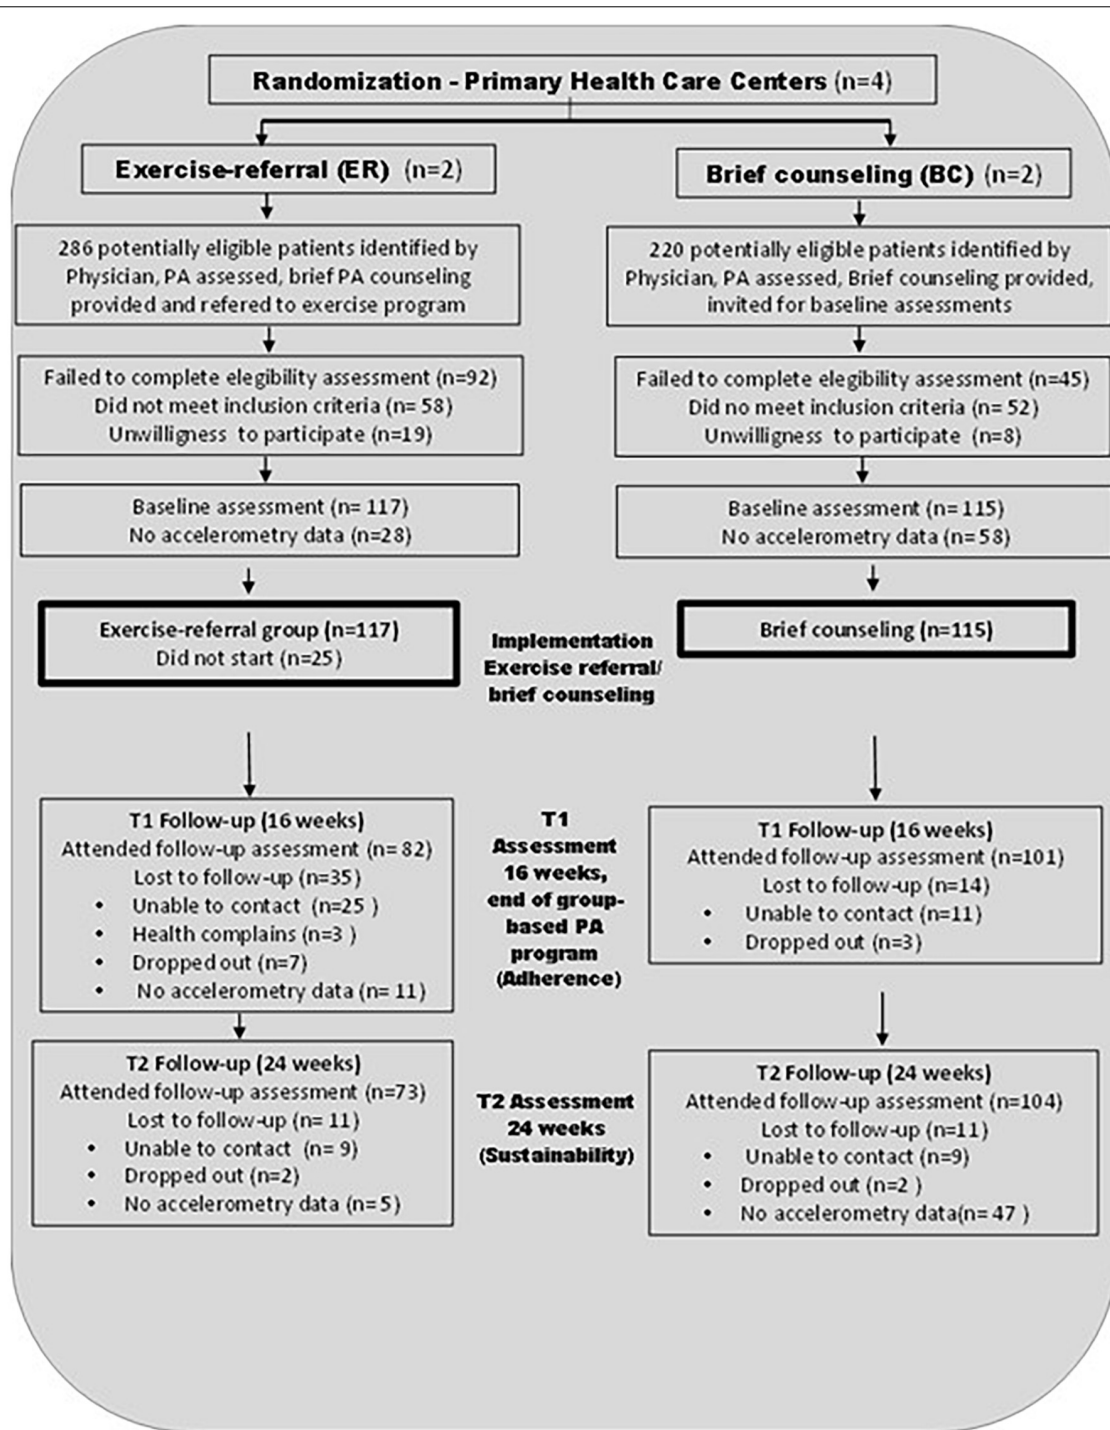 Randomization - Primary Health Care Centers (n=4)
Exercise-referral (ER) (n=2)
286 potentially eligible patients identified by
Physician, PA assessed, brief PA counseling
provided and refered to exercise program
Failed to complete elegibility assessment (n=92)
Did not meet inclusion criteria (n= 58)
Unwilligness to participate (n=19)
Baseline assessment (n= 117)
No accelerometry data (n=28)
Exercise-referral group (n=117)
Did not start (n=25)
T1 Follow-up (16 weeks)
Attended follow-up assessment (n= 82)
Lost to follow-up (n=35)
• Unable to contact (n=25 )
• Health complains (n=3 )
• Dropped out (n=7)
• No accelerometry data (n= 11)
T2 Follow-up (24 weeks)
Attended follow-up assessment (n=73)
Lost to follow-up (n= 11)
• Unable to contact (n= 9)
• Dropped out (n=2)
• No accelerometry data (n= 5)
Implementation
Exercise referral/
brief counseling
T1
Assessment
16 weeks,
end of group-
based PA
program
(Adherence)
T2 Assessment
24 weeks
(Sustainability)
Brief counseling (BC) (n=2)
220 potentially eligible patients identified by
Physician, PA assessed, Brief counseling provided,
invited for baseline assessments
Failed to complete elegibility assessment (n=45)
Did no meet inclusion criteria (n= 52)
Unwilligness to participate (n=8)
Baseline assessment (n= 115)
No accelerometry data (n= 58)
Brief counseling (n=115)
T1 Follow-up (16 weeks)
Attended follow-up assessment (n=101)
Lost to follow-up (n=14)
• Unable to contact (n=11)
• Dropped out (n=3)
T2 Follow-up (24 weeks)
Attended follow-up assessment (n=104)
Lost to follow-up (n=11)
• Unable to contact (n=9)
• Dropped out (n=2 )
• No accelerometry data(n= 47 )